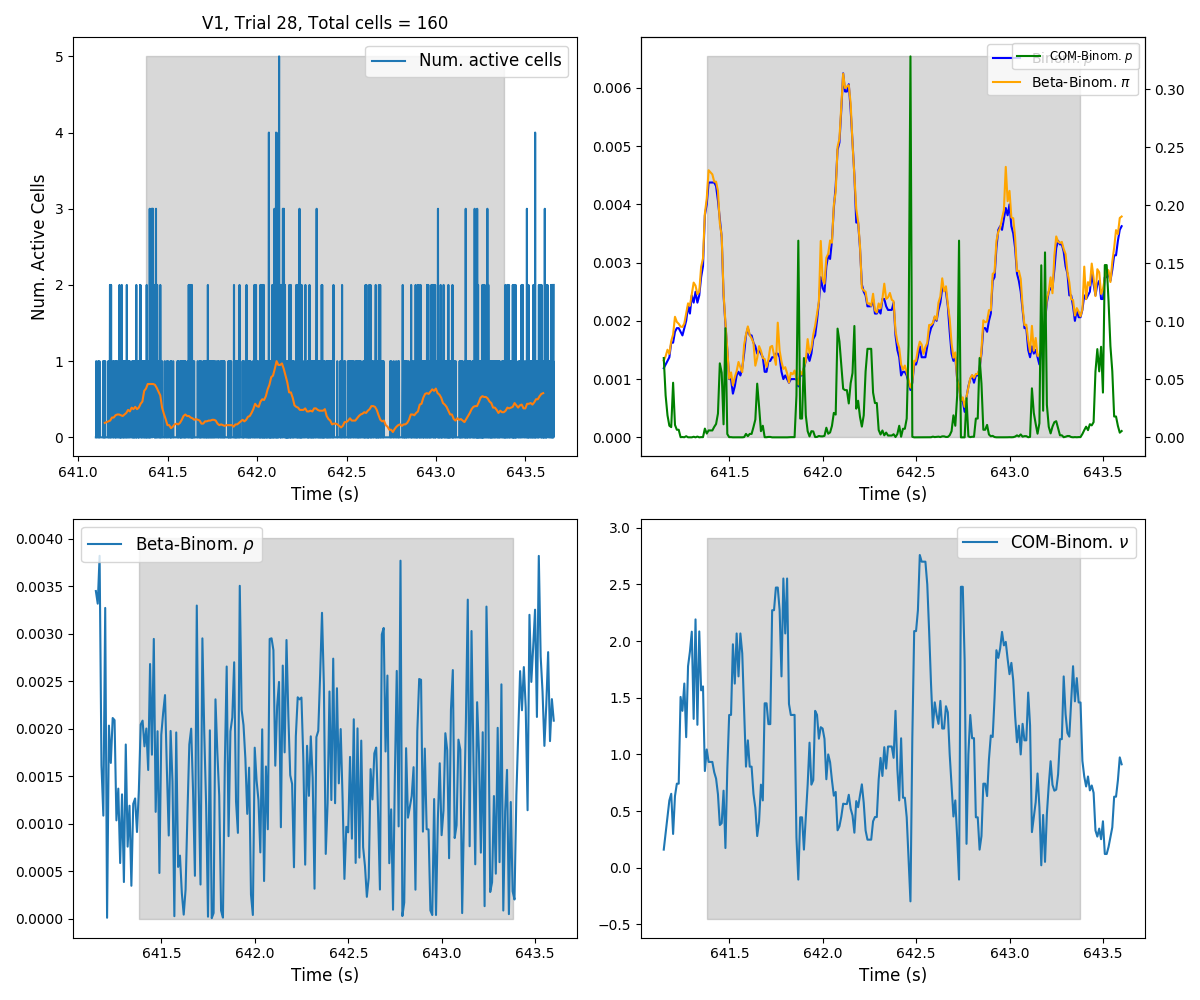 V1, Trial 28, Total cells = 160
Num. active cells
Num. Active Cells
5
4
3
2
1
0
641.0 641.5 642.0 642.5 643.0 643.5
Time (s)
COM-Binom. p
Binom. p
Beta-Binom. π
0.006
0.005
0.004
0.003
0.002
0.001
0.000
0.30
0.25
0.20
0.15
0.10
0.05
0.00
641.5 642.0 642.5 643.0 643.5
Time (s)
Beta-Binom. ρ
0.0040
0.0035
0.0030
0.0025
0.0020
0.0015
0.0010
0.0005
0.0000
641.5 642.0 642.5 643.0 643.5
Time (s)
COM-Binom. ν
3.0
2.5
2.0
1.5
1.0
0.5
0.0
−0.5
641.5 642.0 642.5 643.0 643.5
Time (s)